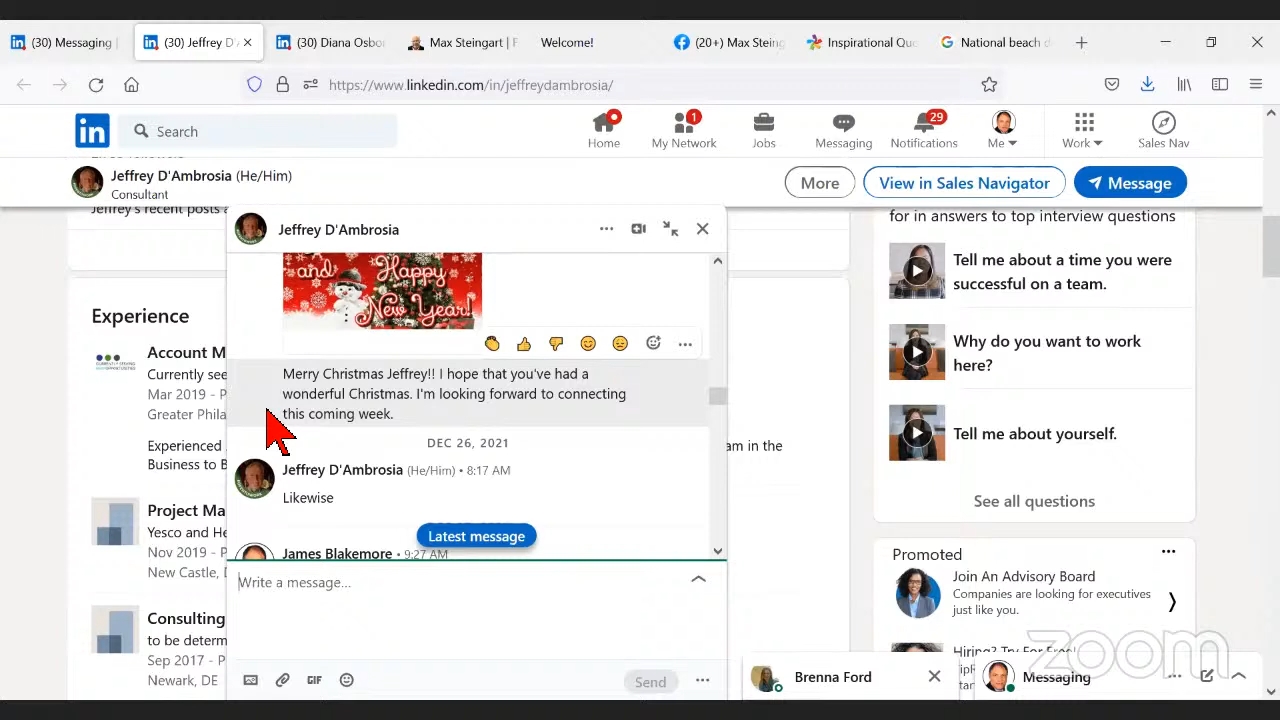 (30) Messaging
(30) Jeffrey D'A
(30) Diana Osbor
Max Steingart | F
Welcome!
(20+) Max Steing
Inspirational Quo
National beach d
https://www.linkedin.com/in/jeffreydambrosia/
in
Search
Home
1
My Network
Jobs
Messaging
29
Notifications
Me
Work
Sales Nav
Jeffrey D'Ambrosia (He/Him)
Consultant
More
View in Sales Navigator
Message
Jeffrey's recent posts a
for in answers to top interview questions
Jeffrey D'Ambrosia
and Happy
New Year!
Merry Christmas Jeffrey!! I hope that you've had a
wonderful Christmas. I'm looking forward to connecting
this coming week.
DEC 26, 2021
Jeffrey D'Ambrosia (He/Him) • 8:17 AM
Likewise
Latest message
James Blakemore • 9:27 AM
Write a message...
GIF
Send
Experience
Account M
Currently see
Mar 2019 - P
Greater Phila
Experienced
am in the
Business to B
Project Ma
Yesco and He
Nov 2019 - P
New Castle, D
Consulting
to be determ
Sep 2017 - P
Newark, DE
Tell me about a time you were
successful on a team.
Why do you want to work
here?
Tell me about yourself.
See all questions
Promoted
Join An Advisory Board
Companies are looking for executives
just like you.
Hiring? Try For Free!
zoom
Brenna Ford
Messaging